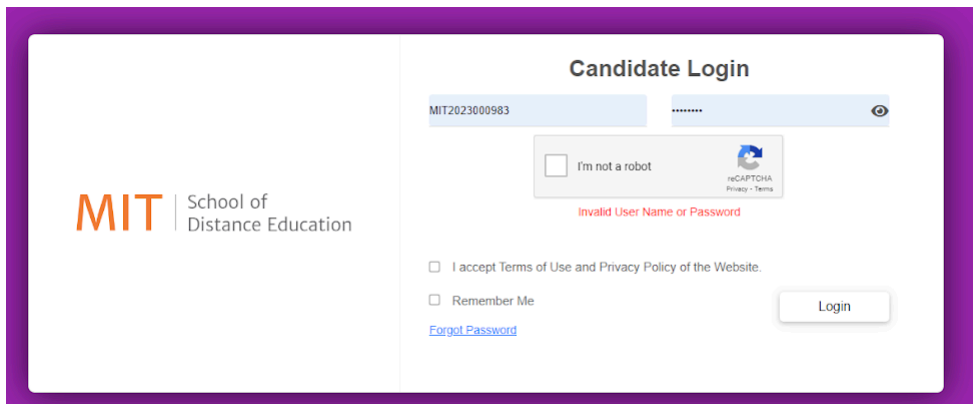 Candidate Login
MIT2023000983
••••••••
I'm not a robot
reCAPTCHA
Privacy - Terms
Invalid User Name or Password
MIT
School of
Distance Education
I accept Terms of Use and Privacy Policy of the Website.
Remember Me
Login
Forgot Password